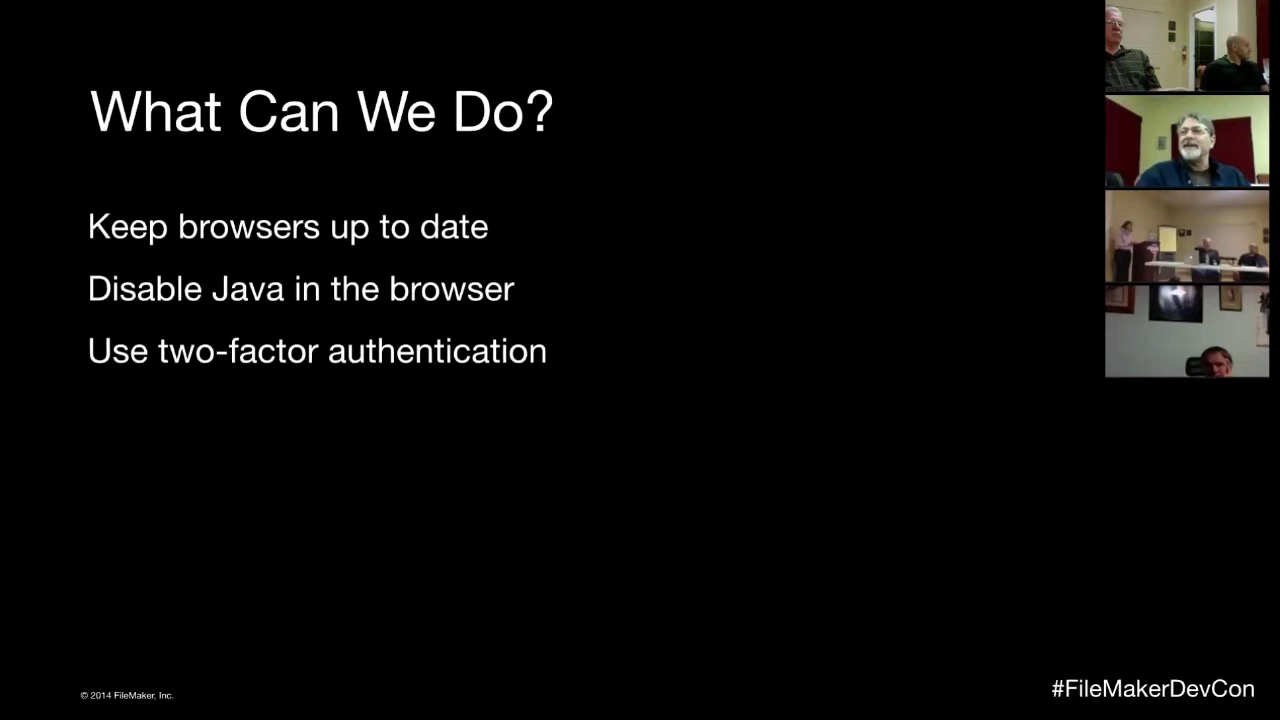 What Can We Do?
Keep browsers up to date
Disable Java in the browser
Use two-factor authentication
© 2014 FileMaker, Inc.
#FileMakerDevCon